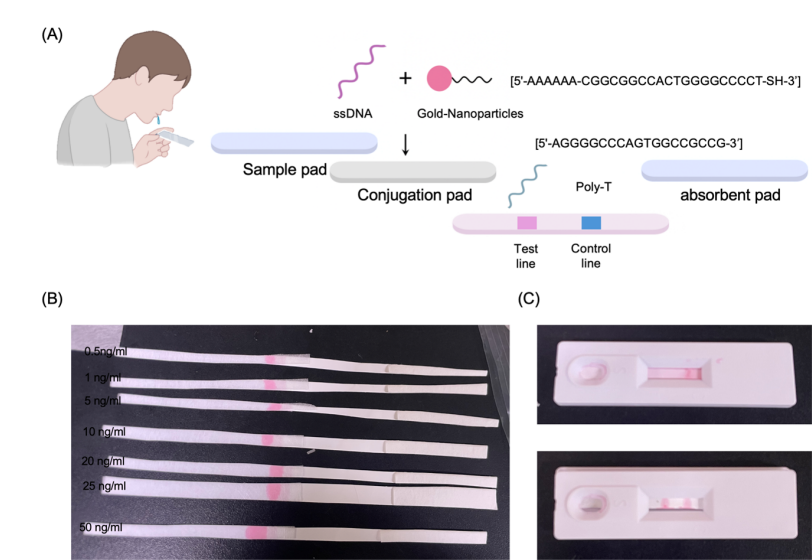 (A)
ssDNA
+
Gold-Nanoparticles
[5'-AAAAAA-CGGCGGCCACTGGGGCCCCT-SH-3']
[5'-AGGGGCCCAGTGGCCGCCG-3']
Sample pad
Conjugation pad
Poly-T
absorbent pad
Test
line
Control
line
(B)
0.5ng/ml
1 ng/ml
5 ng/ml
10 ng/ml
20 ng/ml
25 ng/ml
50 ng/ml
(C)